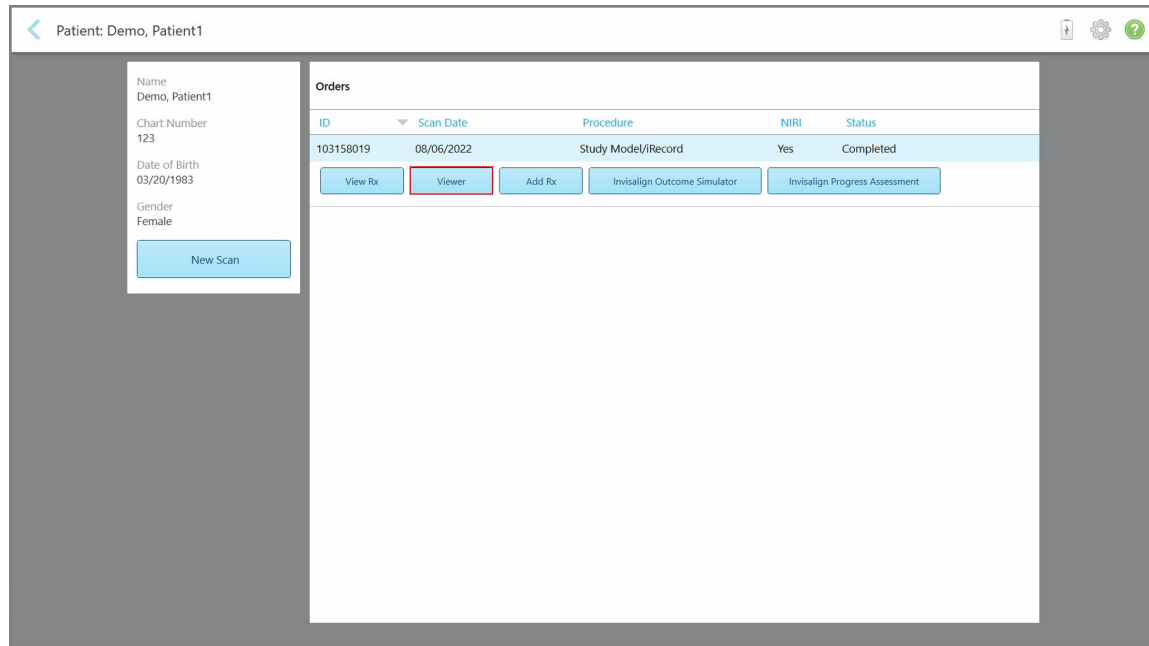 Patient: Demo, Patient1
?
Name
Demo, Patient1
Chart Number
123
Date of Birth
03/20/1983
Gender
Female
New Scan
Orders
ID Scan Date Procedure NIRI Status
103158019 08/06/2022 Study Model/iRecord Yes Completed
View Rx Viewer Add Rx Invisalign Outcome Simulator Invisalign Progress Assessment